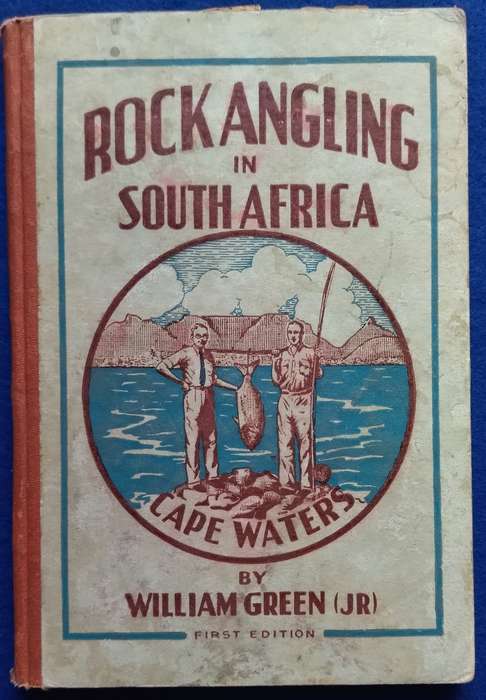 ROCK ANGLING
IN
SOUTH AFRICA
CAPE WATERS
BY
WILLIAM GREEN (JR)
FIRST EDITION